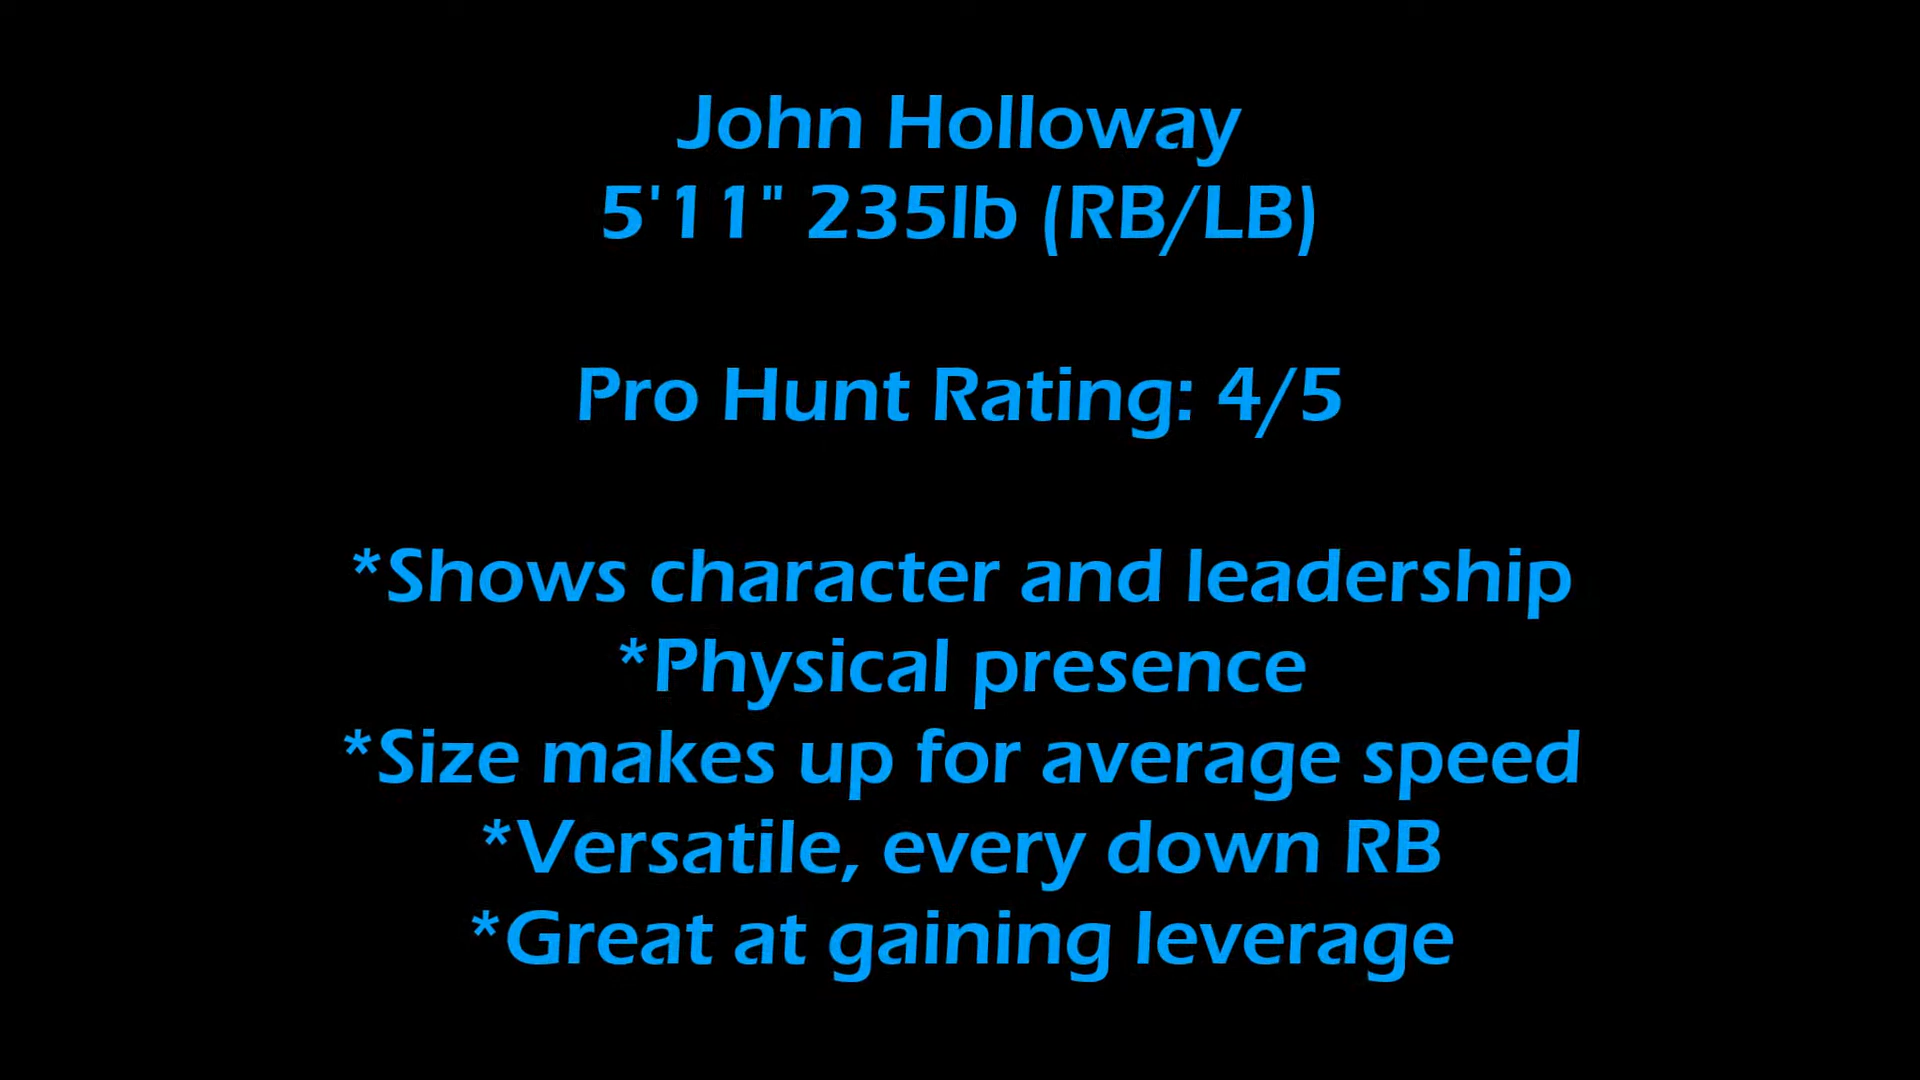 John Holloway
5'11" 235lb (RB/LB)
Pro Hunt Rating: 4/5
*Shows character and leadership
*Physical presence
*Size makes up for average speed
*Versatile, every down RB
*Great at gaining leverage